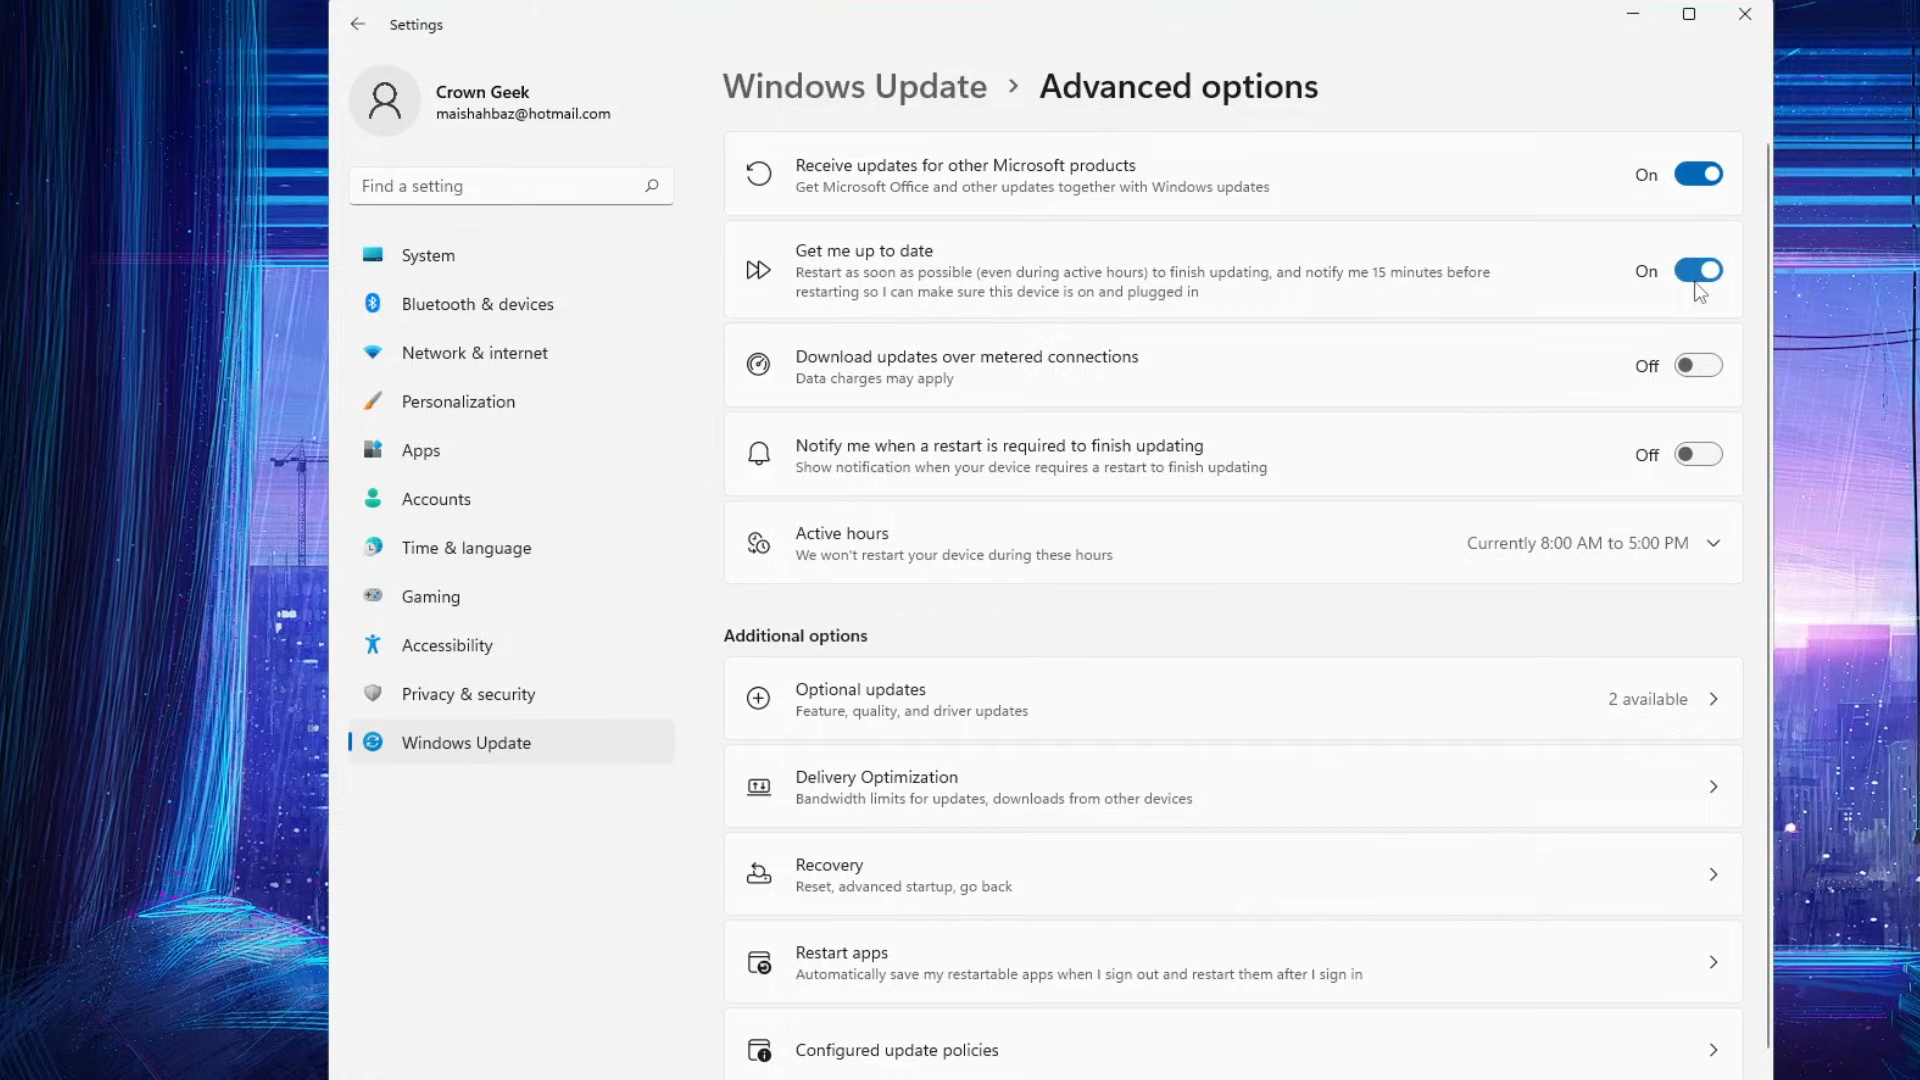 Settings
Crown Geek
maishahbaz@hotmail.com
Find a setting
System
Bluetooth & devices
Network & internet
Personalization
Apps
Accounts
Time & language
Gaming
Accessibility
Privacy & security
Windows Update
Windows Update > Advanced options
Receive updates for other Microsoft products
Get Microsoft Office and other updates together with Windows updates
On
Get me up to date
Restart as soon as possible (even during active hours) to finish updating, and notify me 15 minutes before
restarting so I can make sure this device is on and plugged in
On
Download updates over metered connections
Data charges may apply
Off
Notify me when a restart is required to finish updating
Show notification when your device requires a restart to finish updating
Off
Active hours
We won't restart your device during these hours
Currently 8:00 AM to 5:00 PM
Additional options
Optional updates
Feature, quality, and driver updates
2 available
Delivery Optimization
Bandwidth limits for updates, downloads from other devices
Recovery
Reset, advanced startup, go back
Restart apps
Automatically save my restartable apps when I sign out and restart them after I sign in
Configured update policies